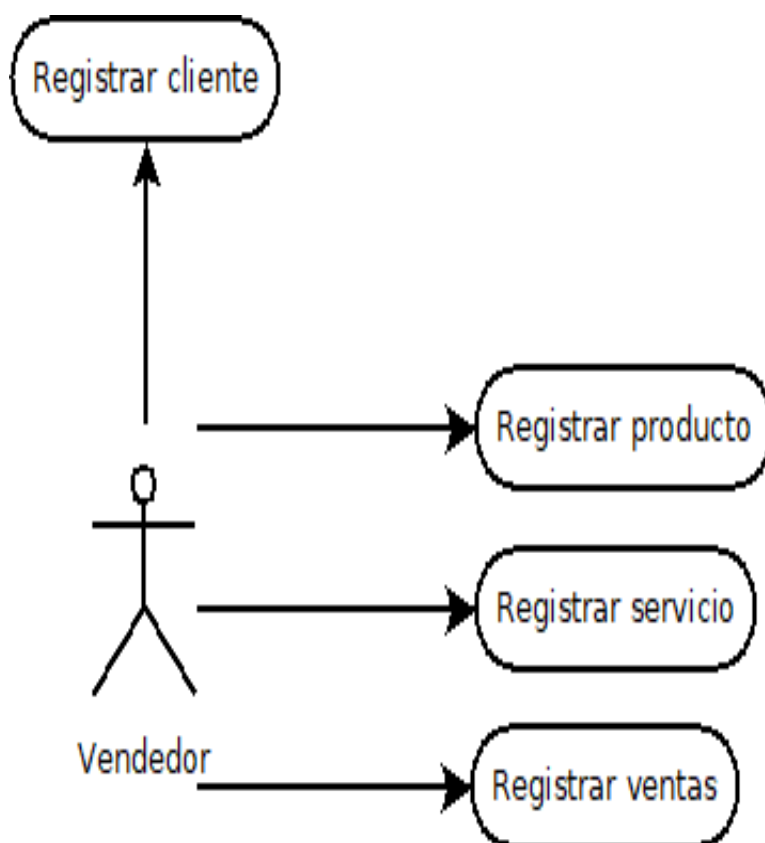 Registrar cliente
Registrar producto
Registrar servicio
Vendedor
Registrar ventas